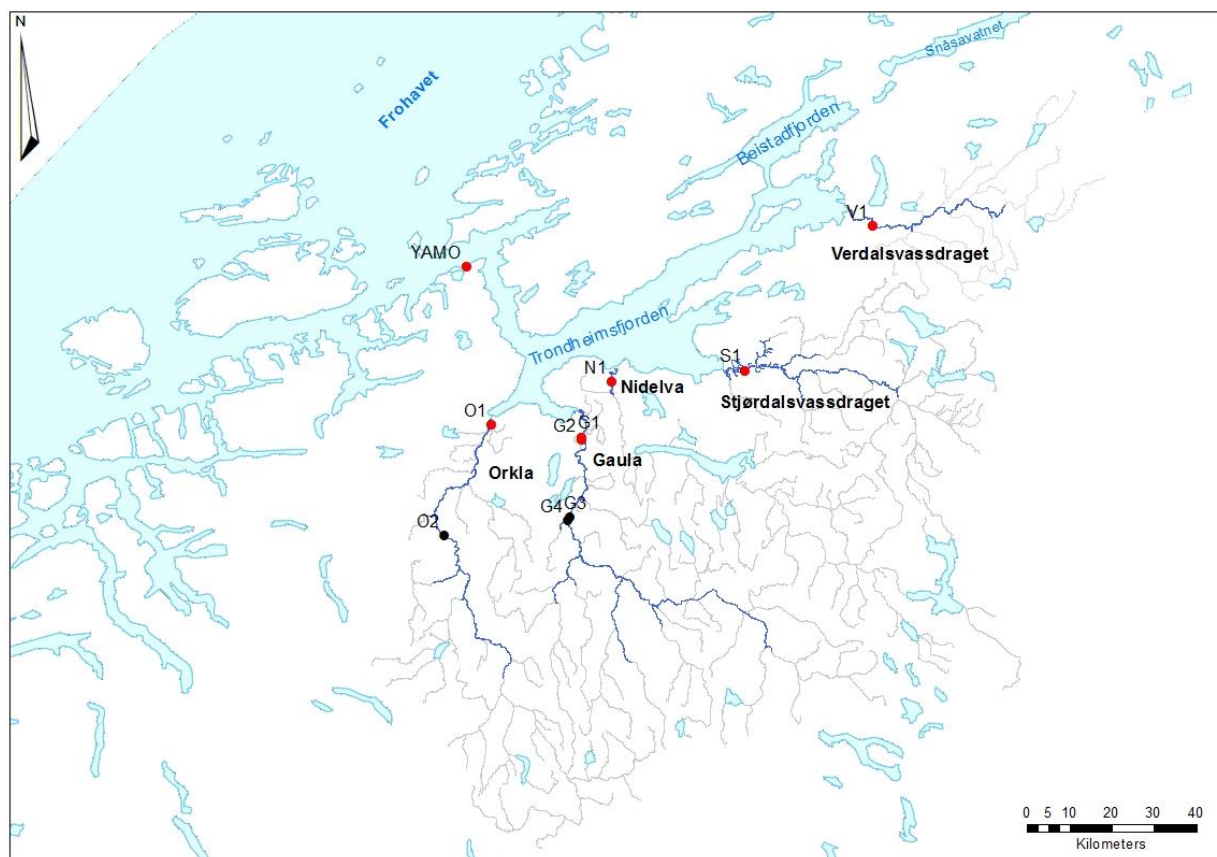 N
Snåsavatnet
Frohavet
Beistadfjorden
V1
Verdalsvassdraget
YAMO
Trondheimsfjorden
S1
N1
Nidelva
Stjørdalsvassdraget
O1
G2 G1
Gaula
Orkla
G4 G3
O2
0 5 10 20 30 40
Kilometers